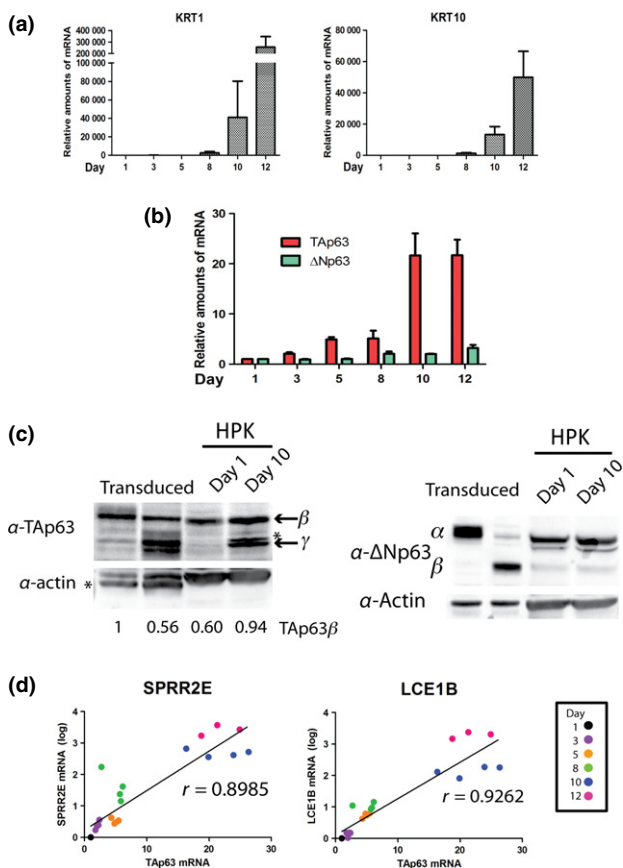 (a)
KRT1
Relative amounts of mRNA
400 000
300 000
200 000
100 000
100 000
80 000
60 000
40 000
20 000
0
Day 1 3 5 8 10 12
KRT10
Relative amounts of mRNA
80,000
60,000
40,000
20,000
0
Day 1 3 5 8 10 12
(b)
Relative amounts of mRNA
30
20
10
0
TAp63
ΔNp63
Day 1 3 5 8 10 12
(c)
HPK
Transduced Day 1 Day 10
α-TAp63
β
*
γ
α-actin
*
1 0.56 0.60 0.94 TAp63β
HPK
Transduced Day 1 Day 10
α
α-ΔNp63
β
α-Actin
(d)
SPRR2E
SPRR2E mRNA (log)
4
3
2
1
0
r = 0.8985
0 10 20 30
TAp63 mRNA
LCE1B
LCE1B mRNA (log)
4
3
2
1
0
r = 0.9262
0 10 20 30
TAp63 mRNA
Day
1
3
5
8
10
12